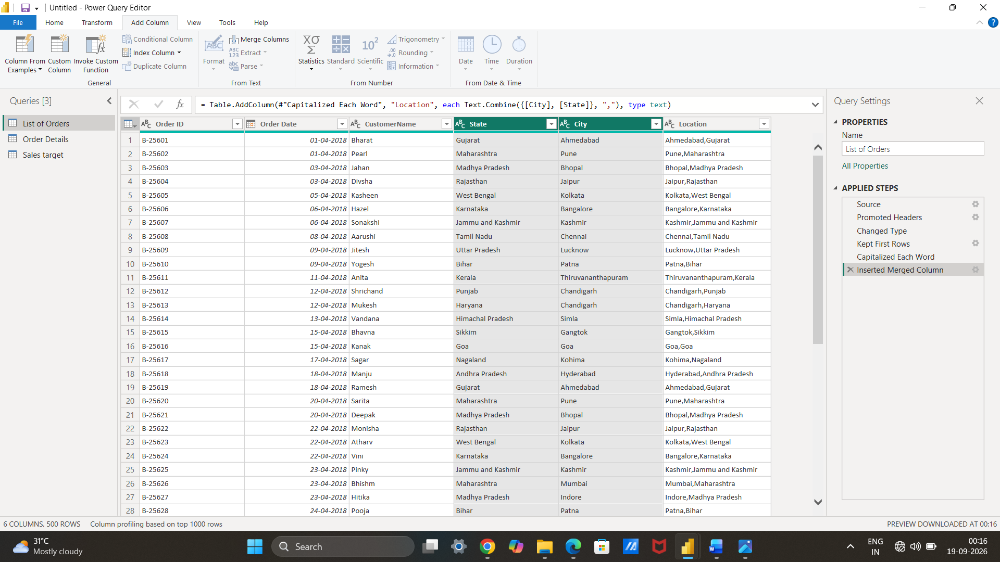 Untitled - Power Query Editor
File Home Transform Add Column View Tools Help
Column From Examples
Custom Column
Invoke Custom Function
Conditional Column
Index Column
Duplicate Column
General
Format
Merge Columns
Extract
Parse
From Text
Statistics
Standard
Scientific
Trigonometry
Rounding
Information
From Number
Date
Time
Duration
From Date & Time
Queries [3]
List of Orders
Order Details
Sales target
= Table.AddColumn(#"Capitalized Each Word", "Location", each Text.Combine({[City], [State]}, ","), type text)
Order ID Order Date CustomerName State City Location
1 B-25601 01-04-2018 Bharat Gujarat Ahmedabad Ahmedabad,Gujarat
2 B-25602 01-04-2018 Pearl Maharashtra Pune Pune,Maharashtra
3 B-25603 03-04-2018 Jahan Madhya Pradesh Bhopal Bhopal,Madhya Pradesh
4 B-25604 03-04-2018 Divsha Rajasthan Jaipur Jaipur,Rajasthan
5 B-25605 05-04-2018 Kasheen West Bengal Kolkata Kolkata,West Bengal
6 B-25606 06-04-2018 Hazel Karnataka Bangalore Bangalore,Karnataka
7 B-25607 06-04-2018 Sonakshi Jammu and Kashmir Kashmir Kashmir,Jammu and Kashmir
8 B-25608 08-04-2018 Aarushi Tamil Nadu Chennai Chennai,Tamil Nadu
9 B-25609 09-04-2018 Jitesh Uttar Pradesh Lucknow Lucknow,Uttar Pradesh
10 B-25610 09-04-2018 Yogesh Bihar Patna Patna,Bihar
11 B-25611 11-04-2018 Anita Kerala Thiruvananthapuram Thiruvananthapuram,Kerala
12 B-25612 12-04-2018 Shrichand Punjab Chandigarh Chandigarh,Punjab
13 B-25613 12-04-2018 Mukesh Haryana Chandigarh Chandigarh,Haryana
14 B-25614 13-04-2018 Vandana Himachal Pradesh Simla Simla,Himachal Pradesh
15 B-25615 15-04-2018 Bhavna Sikkim Gangtok Gangtok,Sikkim
16 B-25616 15-04-2018 Kanak Goa Goa Goa,Goa
17 B-25617 17-04-2018 Sagar Nagaland Kohima Kohima,Nagaland
18 B-25618 18-04-2018 Manju Andhra Pradesh Hyderabad Hyderabad,Andhra Pradesh
19 B-25619 18-04-2018 Ramesh Gujarat Ahmedabad Ahmedabad,Gujarat
20 B-25620 20-04-2018 Sarita Maharashtra Pune Pune,Maharashtra
21 B-25621 20-04-2018 Deepak Madhya Pradesh Bhopal Bhopal,Madhya Pradesh
22 B-25622 22-04-2018 Monisha Rajasthan Jaipur Jaipur,Rajasthan
23 B-25623 22-04-2018 Atharv West Bengal Kolkata Kolkata,West Bengal
24 B-25624 22-04-2018 Vini Karnataka Bangalore Bangalore,Karnataka
25 B-25625 23-04-2018 Pinky Jammu and Kashmir Kashmir Kashmir,Jammu and Kashmir
26 B-25626 23-04-2018 Bhishm Maharashtra Mumbai Mumbai,Maharashtra
27 B-25627 23-04-2018 Hitika Madhya Pradesh Indore Indore,Madhya Pradesh
28 B-25628 24-04-2018 Pooja Bihar Patna Patna,Bihar
Query Settings
PROPERTIES
Name
List of Orders
All Properties
APPLIED STEPS
Source
Promoted Headers
Changed Type
Kept First Rows
Capitalized Each Word
Inserted Merged Column
6 COLUMNS, 500 ROWS Column profiling based on top 1000 rows PREVIEW DOWNLOADED AT 00:16
31°C
Mostly cloudy
Search
ENG
IN
00:16
19-09-2026